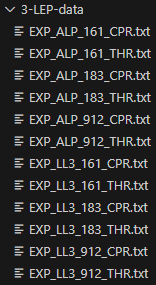 3-LEP-data
EXP_ALP_161_CPR.txt
EXP_ALP_161_THR.txt
EXP_ALP_183_CPR.txt
EXP_ALP_183_THR.txt
EXP_ALP_912_CPR.txt
EXP_ALP_912_THR.txt
EXP_LL3_161_CPR.txt
EXP_LL3_161_THR.txt
EXP_LL3_183_CPR.txt
EXP_LL3_183_THR.txt
EXP_LL3_912_CPR.txt
EXP_LL3_912_THR.txt